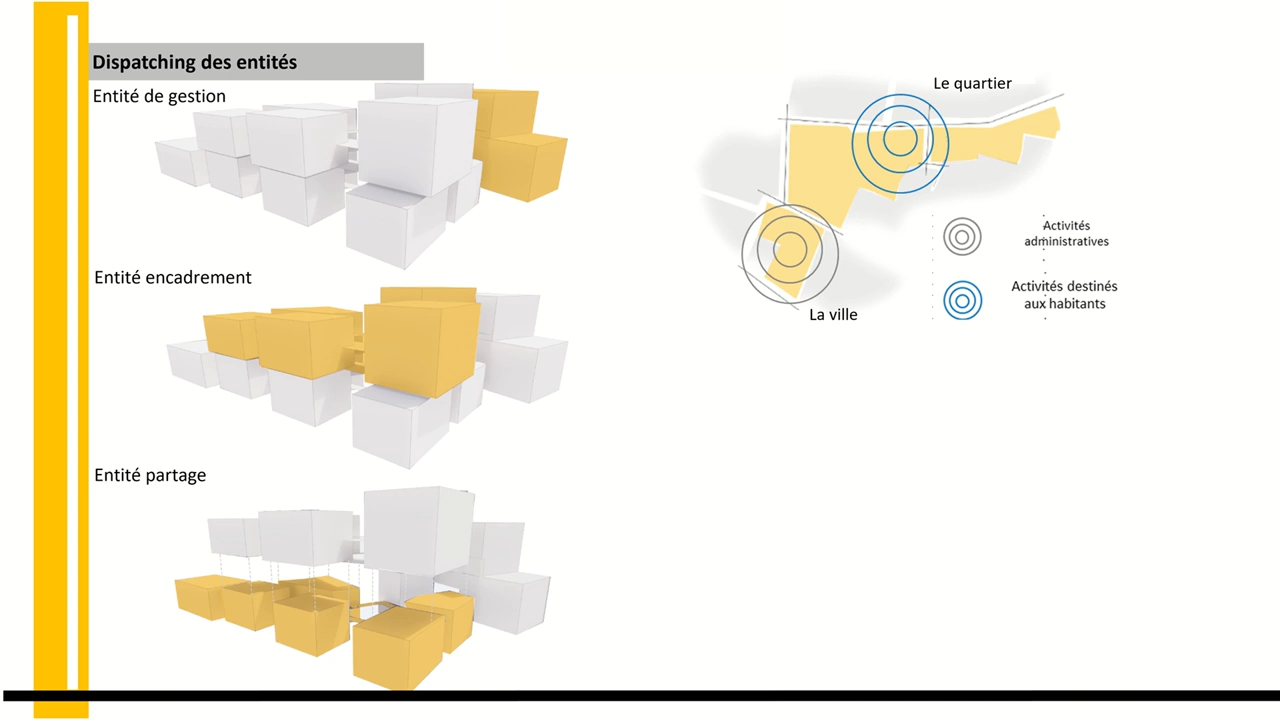 Dispatching des entités
Entité de gestion
Entité encadrement
Entité partage
Le quartier
La ville
Activités
administratives
Activités destinés
aux habitants